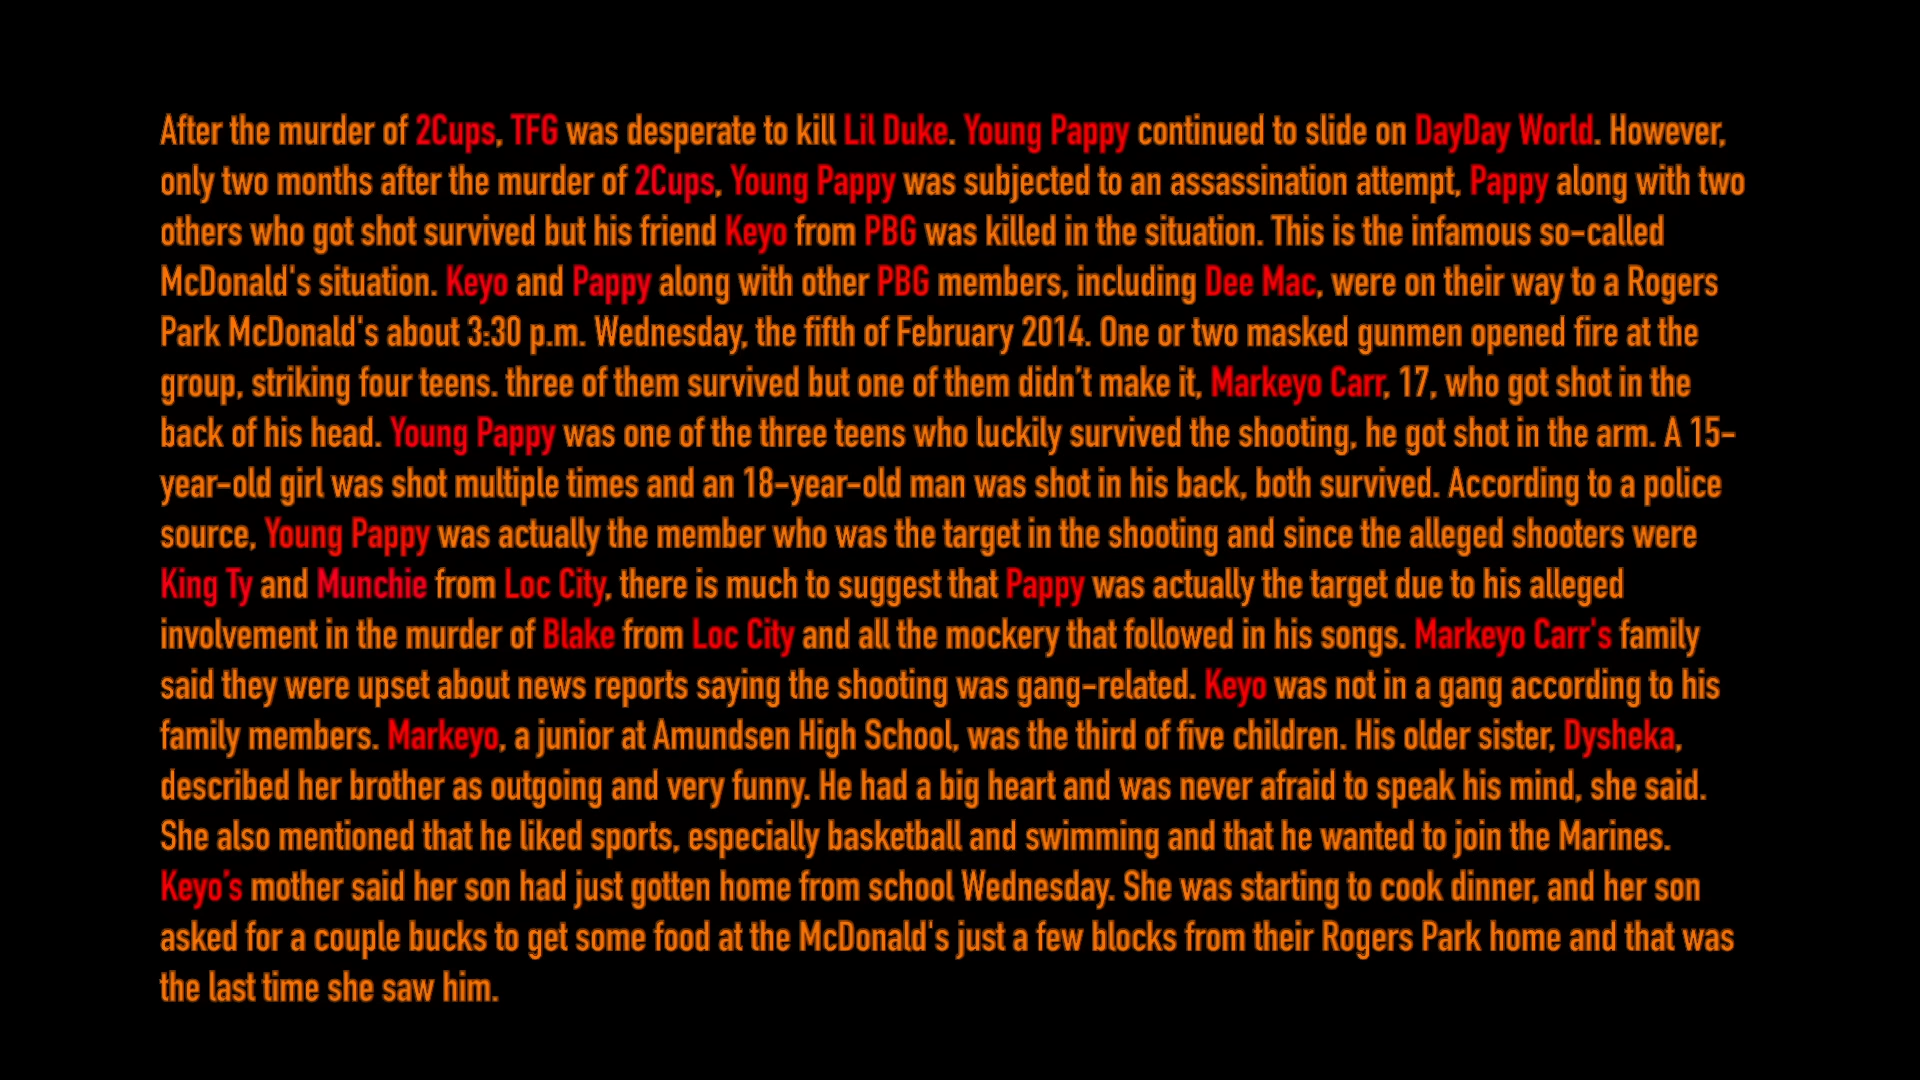 After the murder of 2Cups, TFG was desperate to kill Lil Duke. Young Pappy continued to slide on DayDay World. However,
only two months after the murder of 2Cups, Young Pappy was subjected to an assassination attempt, Pappy along with two
others who got shot survived but his friend Keyo from PBG was killed in the situation. This is the infamous so-called
McDonald's situation. Keyo and Pappy along with other PBG members, including Dee Mac, were on their way to a Rogers
Park McDonald's about 3:30 p.m. Wednesday, the fifth of February 2014. One or two masked gunmen opened fire at the
group, striking four teens. three of them survived but one of them didn’t make it, Markeyo Carr, 17, who got shot in the
back of his head. Young Pappy was one of the three teens who luckily survived the shooting, he got shot in the arm. A 15-
year-old girl was shot multiple times and an 18-year-old man was shot in his back, both survived. According to a police
source, Young Pappy was actually the member who was the target in the shooting and since the alleged shooters were
King Ty and Munchie from Loc City, there is much to suggest that Pappy was actually the target due to his alleged
involvement in the murder of Blake from Loc City and all the mockery that followed in his songs. Markeyo Carr's family
said they were upset about news reports saying the shooting was gang-related. Keyo was not in a gang according to his
family members. Markeyo, a junior at Amundsen High School, was the third of five children. His older sister, Dysheka,
described her brother as outgoing and very funny. He had a big heart and was never afraid to speak his mind, she said.
She also mentioned that he liked sports, especially basketball and swimming and that he wanted to join the Marines.
Keyo’s mother said her son had just gotten home from school Wednesday. She was starting to cook dinner, and her son
asked for a couple bucks to get some food at the McDonald's just a few blocks from their Rogers Park home and that was
the last time she saw him.